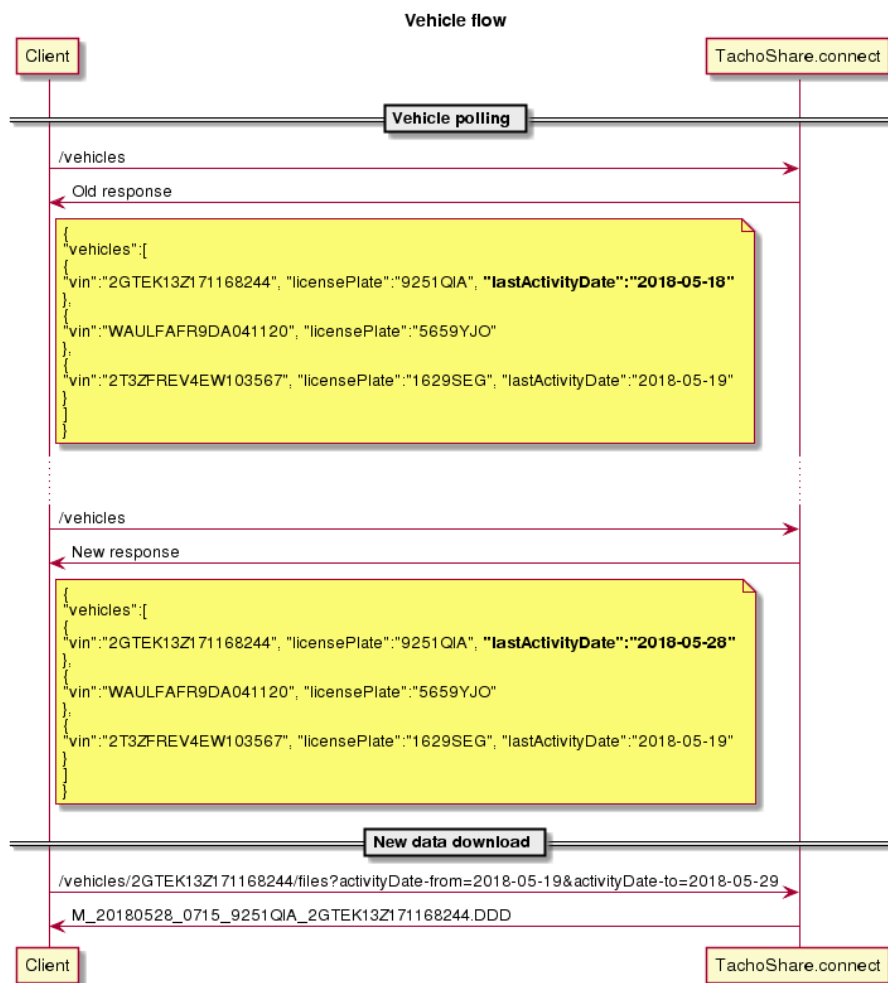 Vehicle flow
Client
TachoShare.connect
Vehicle polling
/vehicles
Old response
{
"vehicles":[
{
"vin":"2GTEK13Z171168244", "licensePlate":"9251QIA", "lastActivityDate":"2018-05-18"
},
{
"vin":"WAULFAFR9DA041120", "licensePlate":"5659YJO"
},
{
"vin":"2T3ZFREV4EW103567", "licensePlate":"1629SEG", "lastActivityDate":"2018-05-19"
}
]
}
/vehicles
New response
{
"vehicles":[
{
"vin":"2GTEK13Z171168244", "licensePlate":"9251QIA", "lastActivityDate":"2018-05-28"
},
{
"vin":"WAULFAFR9DA041120", "licensePlate":"5659YJO"
},
{
"vin":"2T3ZFREV4EW103567", "licensePlate":"1629SEG", "lastActivityDate":"2018-05-19"
}
]
}
New data download
/vehicles/2GTEK13Z171168244/files?activityDate-from=2018-05-19&activityDate-to=2018-05-29
M_20180528_0715_9251QIA_2GTEK13Z171168244.DDD
Client
TachoShare.connect